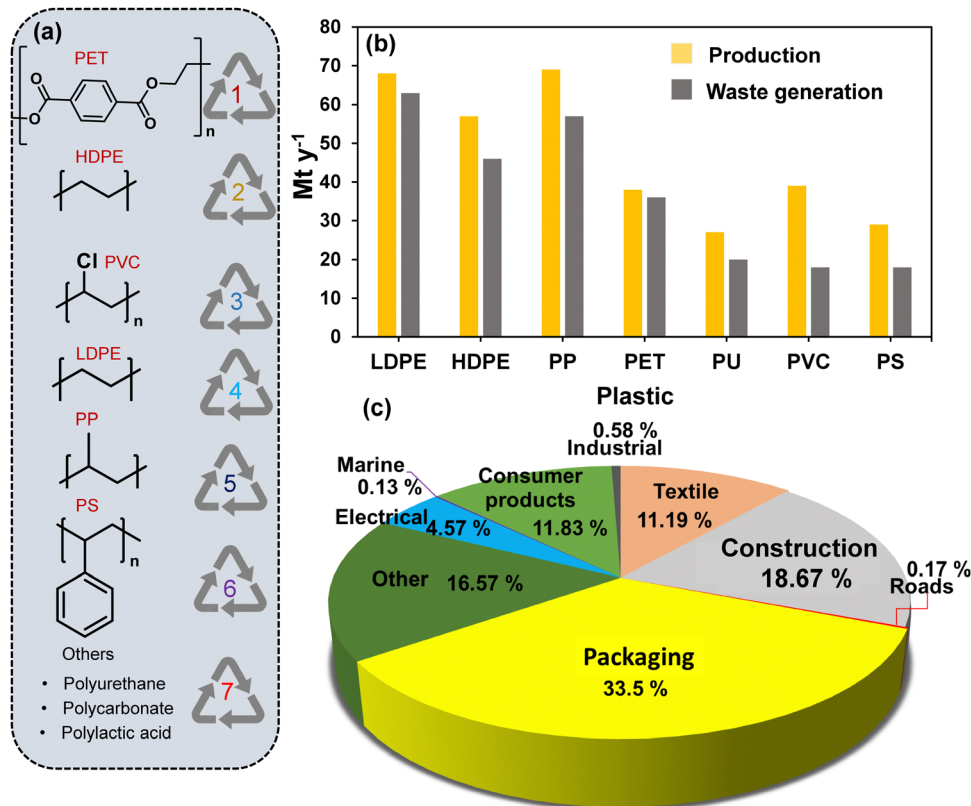 (a)
PET
O
O
O
O
n
1
HDPE
2
Cl PVC
n
3
LDPE
4
PP
5
PS
n
6
Others
• Polyurethane
• Polycarbonate
• Polylactic acid
7
(b)
Production
Waste generation
Mt y-1
80
70
60
50
40
30
20
10
0
LDPE HDPE PP PET PU PVC PS
Plastic
(c)
0.58 %
Industrial
Marine
0.13 %
Consumer
products
11.83 %
Textile
11.19 %
Electrical
4.57 %
Construction
18.67 %
0.17 %
Roads
Other
16.57 %
Packaging
33.5 %